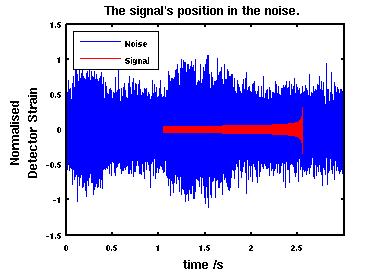 The signal's position in the noise.
1.5
Noise
Signal
1
0.5
0
-0.5
-1
-1.5
Normalised
Detector Strain
0 0.5 1 1.5 2 2.5
time /s